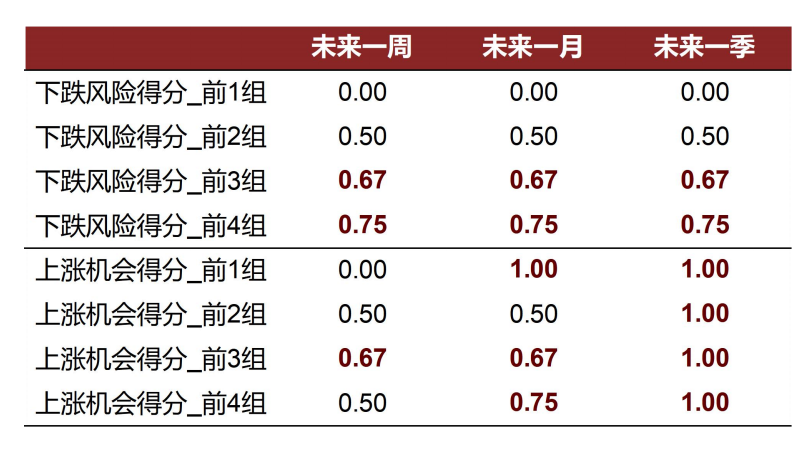 未来一周 未来一月 未来一季
下跌风险得分_前1组 0.00 0.00 0.00
下跌风险得分_前2组 0.50 0.50 0.50
下跌风险得分_前3组 0.67 0.67 0.67
下跌风险得分_前4组 0.75 0.75 0.75
上涨机会得分_前1组 0.00 1.00 1.00
上涨机会得分_前2组 0.50 0.50 1.00
上涨机会得分_前3组 0.67 0.67 1.00
上涨机会得分_前4组 0.50 0.75 1.00